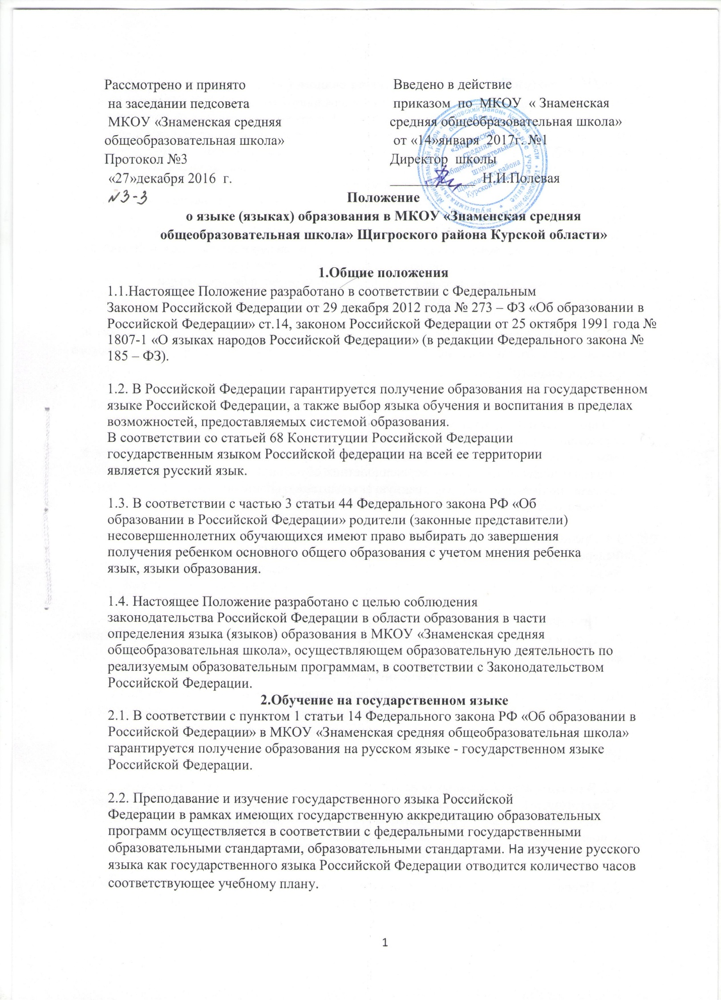 Рассмотрено и принято
на заседании педсовета
МКОУ «Знаменская средняя
общеобразовательная школа»
Протокол №3
«27»декабря 2016 г.
№3-3
Введено в действие
приказом по МКОУ « Знаменская
средняя общеобразовательная школа»
от «14»января 2017г. №1
Директор школы
______________ Н.И.Полевая
«Знаменская
средняя
общеобразовательная
школа»
Щигровского района
Курской области
Положение
о языке (языках) образования в МКОУ «Знаменская средняя
общеобразовательная школа» Щигроского района Курской области»
1.Общие положения
1.1.Настоящее Положение разработано в соответствии с Федеральным
Законом Российской Федерации от 29 декабря 2012 года № 273 – ФЗ «Об образовании в
Российской Федерации» ст.14, законом Российской Федерации от 25 октября 1991 года №
1807-1 «О языках народов Российской Федерации» (в редакции Федерального закона №
185 – ФЗ).
1.2. В Российской Федерации гарантируется получение образования на государственном
языке Российской Федерации, а также выбор языка обучения и воспитания в пределах
возможностей, предоставляемых системой образования.
В соответствии со статьей 68 Конституции Российской Федерации
государственным языком Российской федерации на всей ее территории
является русский язык.
1.3. В соответствии с частью 3 статьи 44 Федерального закона РФ «Об
образовании в Российской Федерации» родители (законные представители)
несовершеннолетних обучающихся имеют право выбирать до завершения
получения ребенком основного общего образования с учетом мнения ребенка
язык, языки образования.
1.4. Настоящее Положение разработано с целью соблюдения
законодательства Российской Федерации в области образования в части
определения языка (языков) образования в МКОУ «Знаменская средняя
общеобразовательная школа», осуществляющем образовательную деятельность по
реализуемым образовательным программам, в соответствии с Законодательством
Российской Федерации.
2.Обучение на государственном языке
2.1. В соответствии с пунктом 1 статьи 14 Федерального закона РФ «Об образовании в
Российской Федерации» в МКОУ «Знаменская средняя общеобразовательная школа»
гарантируется получение образования на русском языке - государственном языке
Российской Федерации.
2.2. Преподавание и изучение государственного языка Российской
Федерации в рамках имеющих государственную аккредитацию образовательных
программ осуществляется в соответствии с федеральными государственными
образовательными стандартами, образовательными стандартами. На изучение русского
языка как государственного языка Российской Федерации отводится количество часов
соответствующее учебному плану.
1